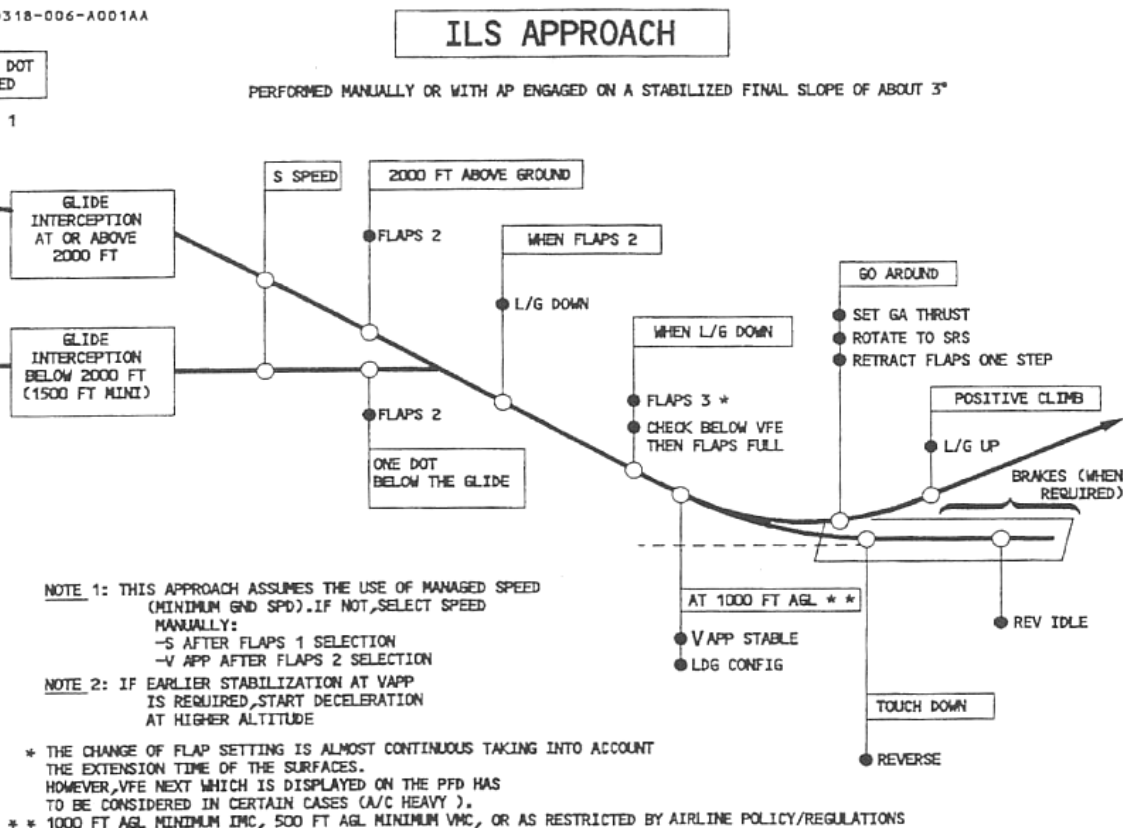 0318-006-A001AA
ILS APPROACH
DOT
ED
PERFORMED MANUALLY OR WITH AP ENGAGED ON A STABILIZED FINAL SLOPE OF ABOUT 3°
1
S SPEED
2000 FT ABOVE GROUND
GLIDE
INTERCEPTION
AT OR ABOVE
2000 FT
FLAPS 2
WHEN FLAPS 2
GO AROUND
L/G DOWN
SET GA THRUST
ROTATE TO SRS
RETRACT FLAPS ONE STEP
GLIDE
INTERCEPTION
BELOW 2000 FT
(1500 FT MINI)
WHEN L/G DOWN
FLAPS 2
FLAPS 3 *
CHECK BELOW VFE
THEN FLAPS FULL
POSITIVE CLIMB
L/G UP
ONE DOT
BELOW THE GLIDE
BRAKES (WHEN
REQUIRED)
AT 1000 FT AGL * *
V APP STABLE
LDG CONFIG
REV IDLE
TOUCH DOWN
REVERSE
NOTE 1: THIS APPROACH ASSUMES THE USE OF MANAGED SPEED
(MINIMUM GND SPD).IF NOT,SELECT SPEED
MANUALLY:
-S AFTER FLAPS 1 SELECTION
-V APP AFTER FLAPS 2 SELECTION
NOTE 2: IF EARLIER STABILIZATION AT VAPP
IS REQUIRED,START DECELERATION
AT HIGHER ALTITUDE
* THE CHANGE OF FLAP SETTING IS ALMOST CONTINUOUS TAKING INTO ACCOUNT
THE EXTENSION TIME OF THE SURFACES.
HOWEVER,VFE NEXT WHICH IS DISPLAYED ON THE PFD HAS
TO BE CONSIDERED IN CERTAIN CASES (A/C HEAVY ).
* * 1000 FT AGL MINIMUM IMC, 500 FT AGL MINIMUM VMC, OR AS RESTRICTED BY AIRLINE POLICY/REGULATIONS